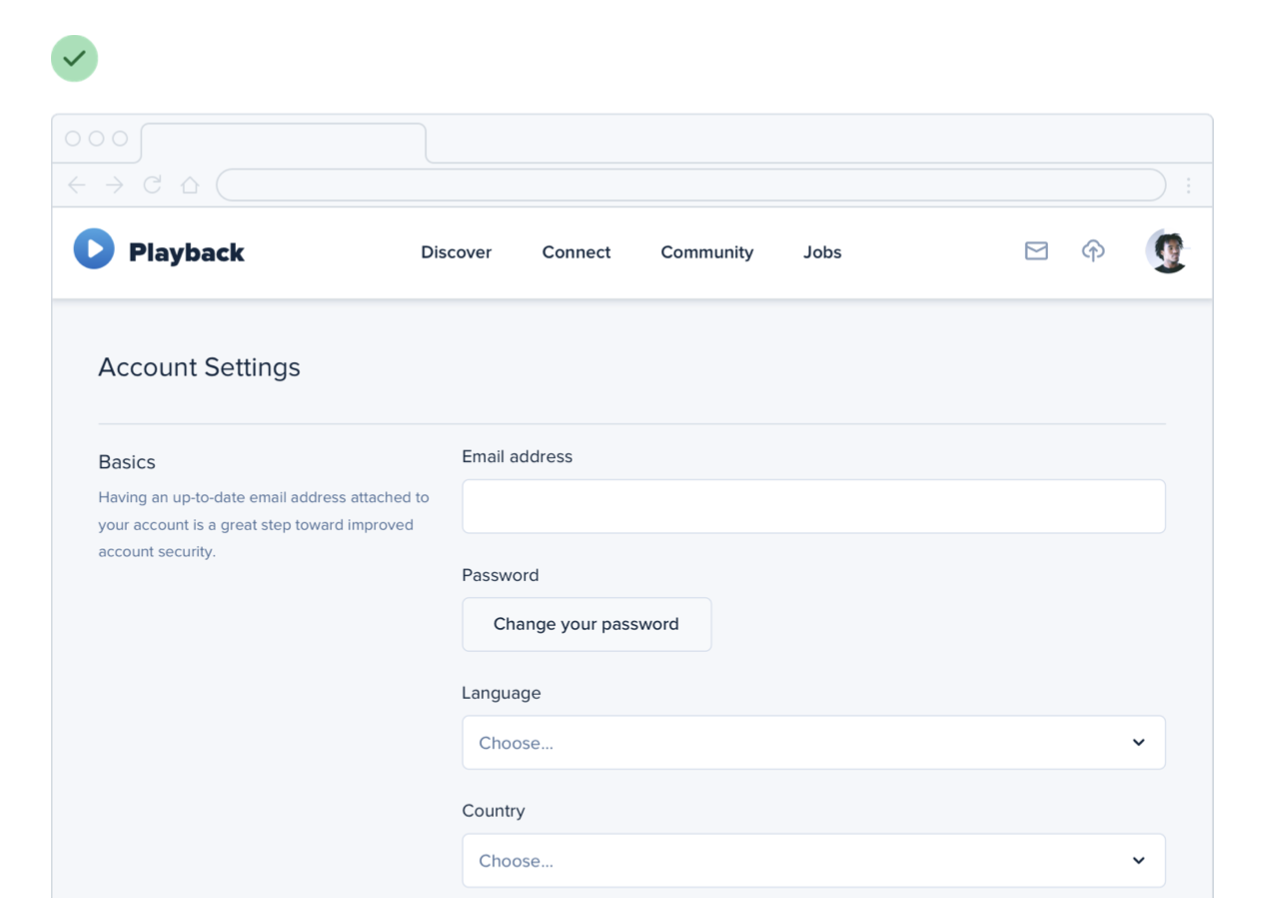 Playback
Discover
Connect
Community
Jobs
Account Settings
Basics
Having an up-to-date email address attached to
your account is a great step toward improved
account security.
Email address
Password
Change your password
Language
Choose...
Country
Choose...